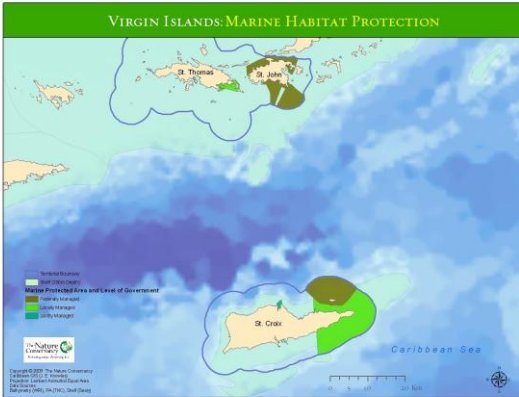 VIRGIN ISLANDS: MARINE HABITAT PROTECTION
St. Thomas
St. John
Territorial Boundary
Marine Protected Area and Level of Government
Federally Managed
Locally Managed
Jointly Managed
St. Croix
The Nature
Conservancy
Caribbean Sea
0 5 10 20 Km